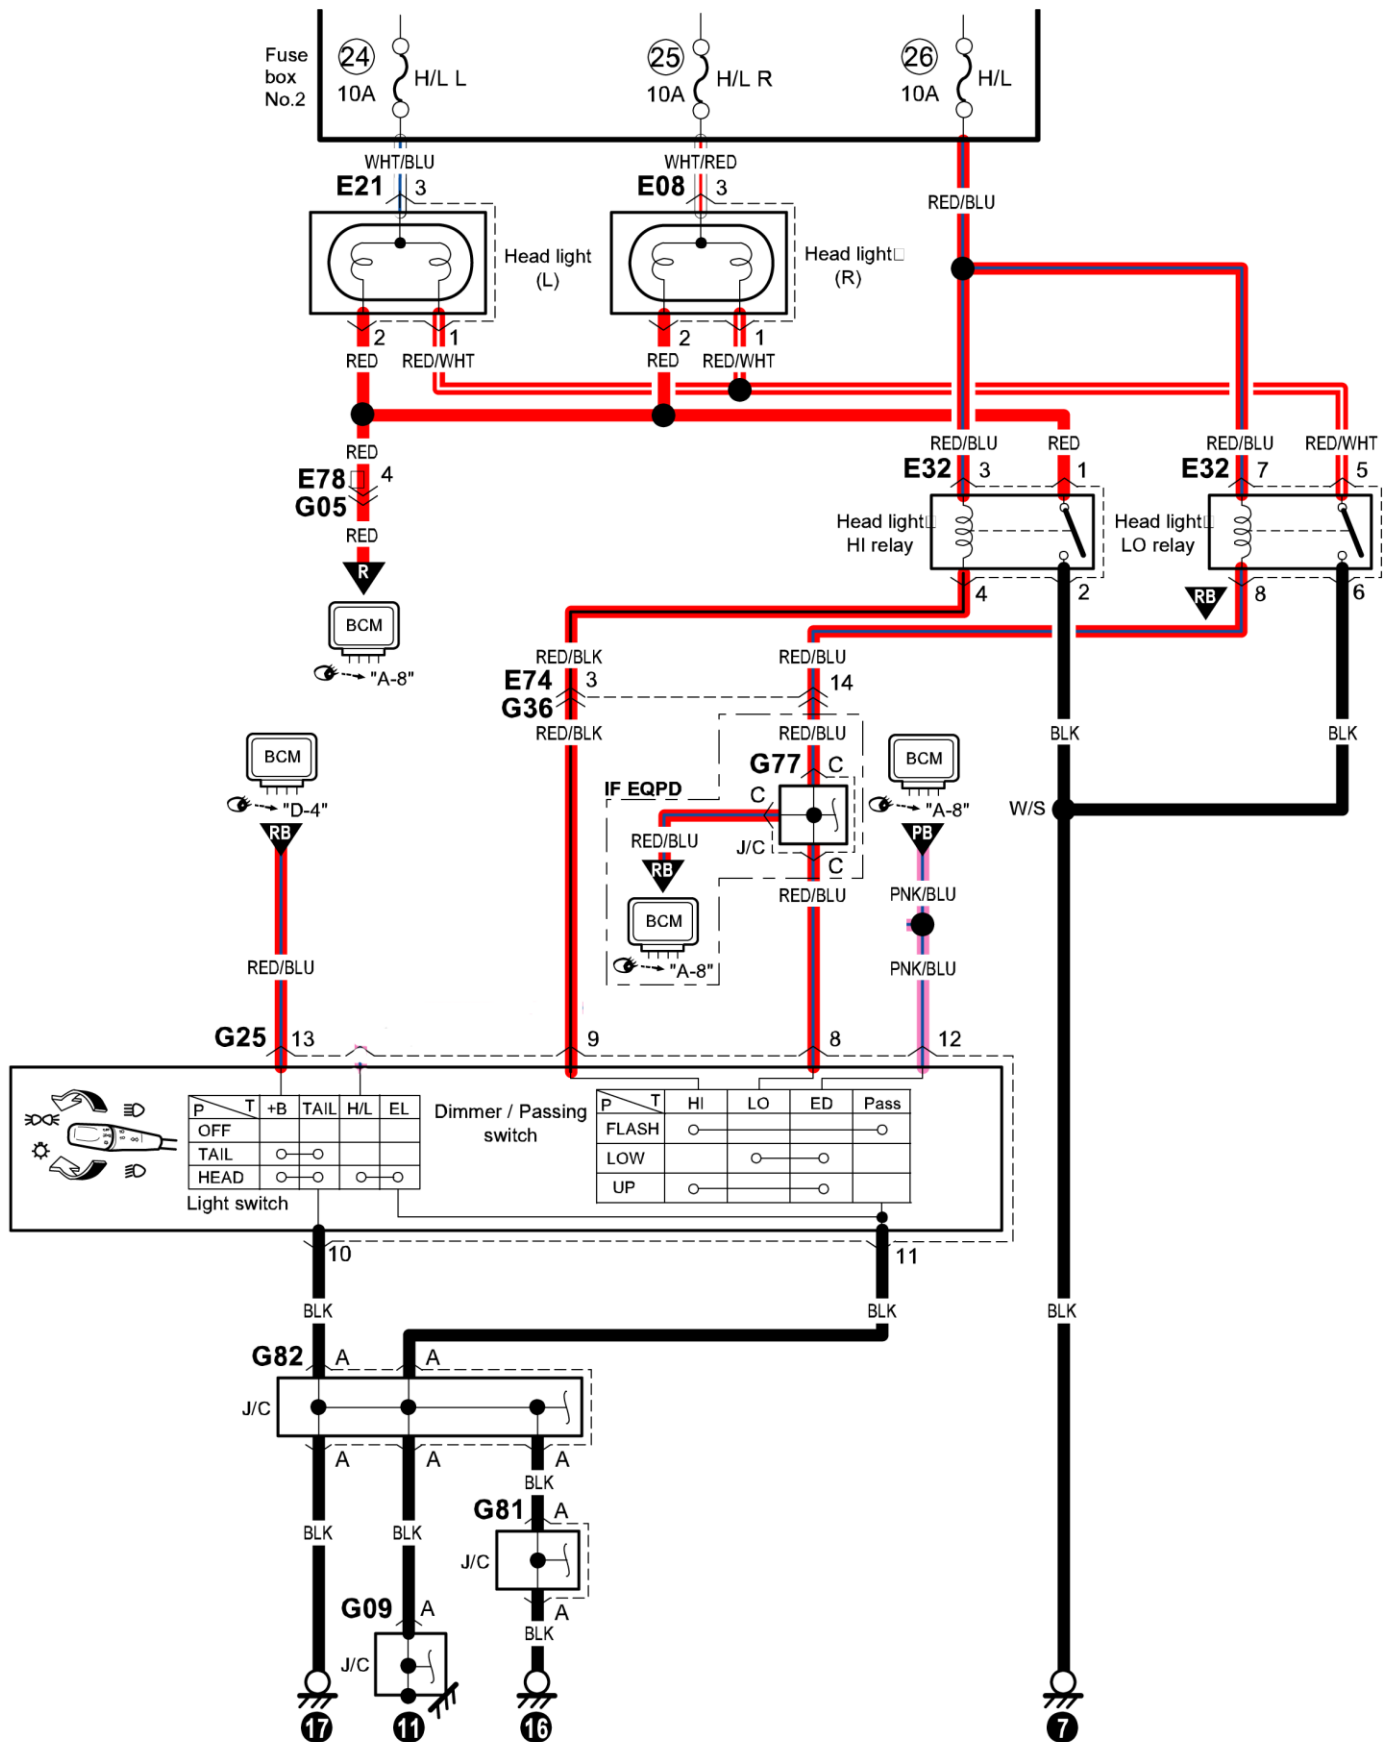 Fuse
box
No.2
24
10A
H/L L
25
10A
H/L R
26
10A
H/L
WHT/BLU
WHT/RED
E21 3
E08 3
RED/BLU
Head light
(L)
Head light
(R)
2 1
2 1
RED RED/WHT
RED RED/WHT
RED
RED/BLU RED
RED/BLU RED/WHT
E78 4
G05
E32 3 1
E32 7 5
RED
Head light
HI relay
Head light
LO relay
R
4 2
RB 8 6
BCM
"A-8"
RED/BLK
RED/BLU
E74 3
14
G36
RED/BLK
RED/BLU
BLK
BLK
BCM
"D-4"
RB
IF EQPD
G77 C
C
BCM
"A-8"
PB
W/S
RED/BLU
J/C
C
RB
RED/BLU
PNK/BLU
BCM
"A-8"
RED/BLU
PNK/BLU
G25 13
9
8
12
P T +B TAIL H/L EL
OFF
TAIL
HEAD
Light switch
Dimmer / Passing
switch
P T HI LO ED Pass
FLASH
LOW
UP
10
11
BLK
BLK
BLK
G82 A A
J/C
A A A
BLK
G81 A
BLK BLK
J/C
A
G09 A
BLK
J/C
17
11
16
7